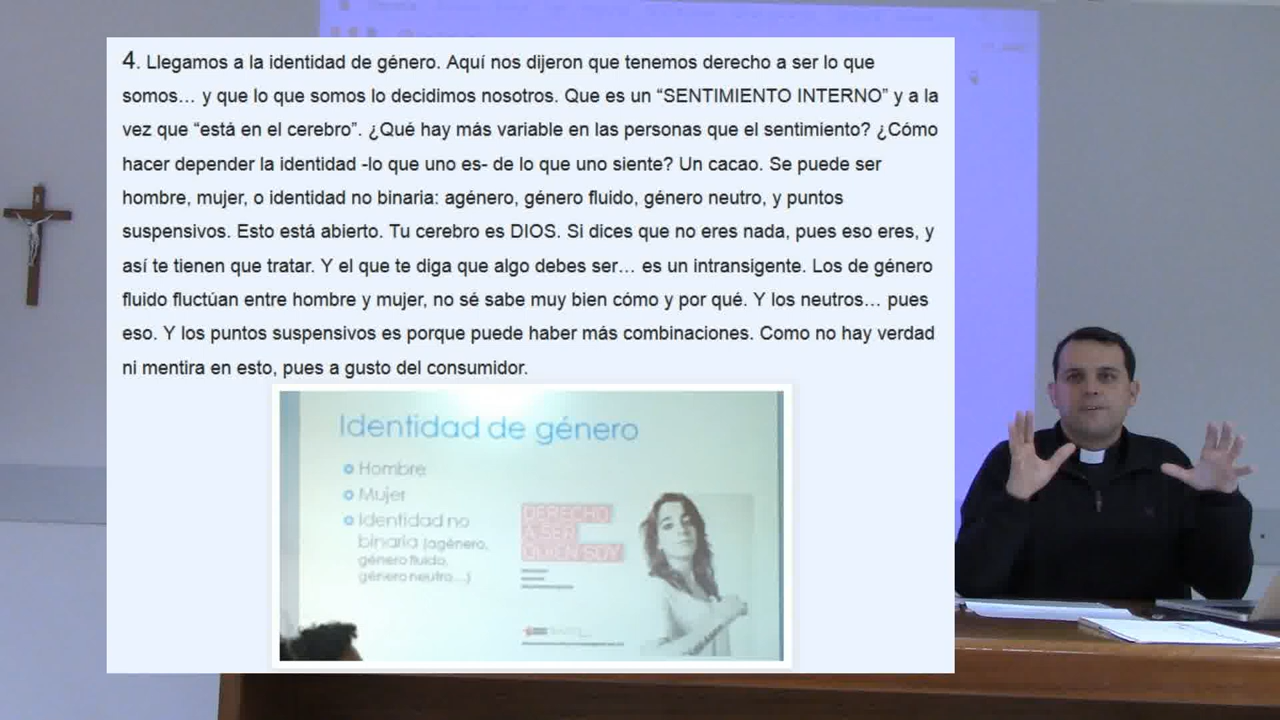 4. Llegamos a la identidad de género. Aquí nos dijeron que tenemos derecho a ser lo que
somos… y que lo que somos lo decidimos nosotros. Que es un “SENTIMIENTO INTERNO” y a la
vez que “está en el cerebro”. ¿Qué hay más variable en las personas que el sentimiento? ¿Cómo
hacer depender la identidad -lo que uno es- de lo que uno siente? Un cacao. Se puede ser
hombre, mujer, o identidad no binaria: agénero, género fluido, género neutro, y puntos
suspensivos. Esto está abierto. Tu cerebro es DIOS. Si dices que no eres nada, pues eso eres, y
así te tienen que tratar. Y el que te diga que algo debes ser… es un intransigente. Los de género
fluido fluctúan entre hombre y mujer, no sé sabe muy bien cómo y por qué. Y los neutros… pues
eso. Y los puntos suspensivos es porque puede haber más combinaciones. Como no hay verdad
ni mentira en esto, pues a gusto del consumidor.
Identidad de género
Hombre
Mujer
Identidad no
binaria (agénero,
género fluido,
género neutro…)
DERECHO
A SER
QUIEN SOY